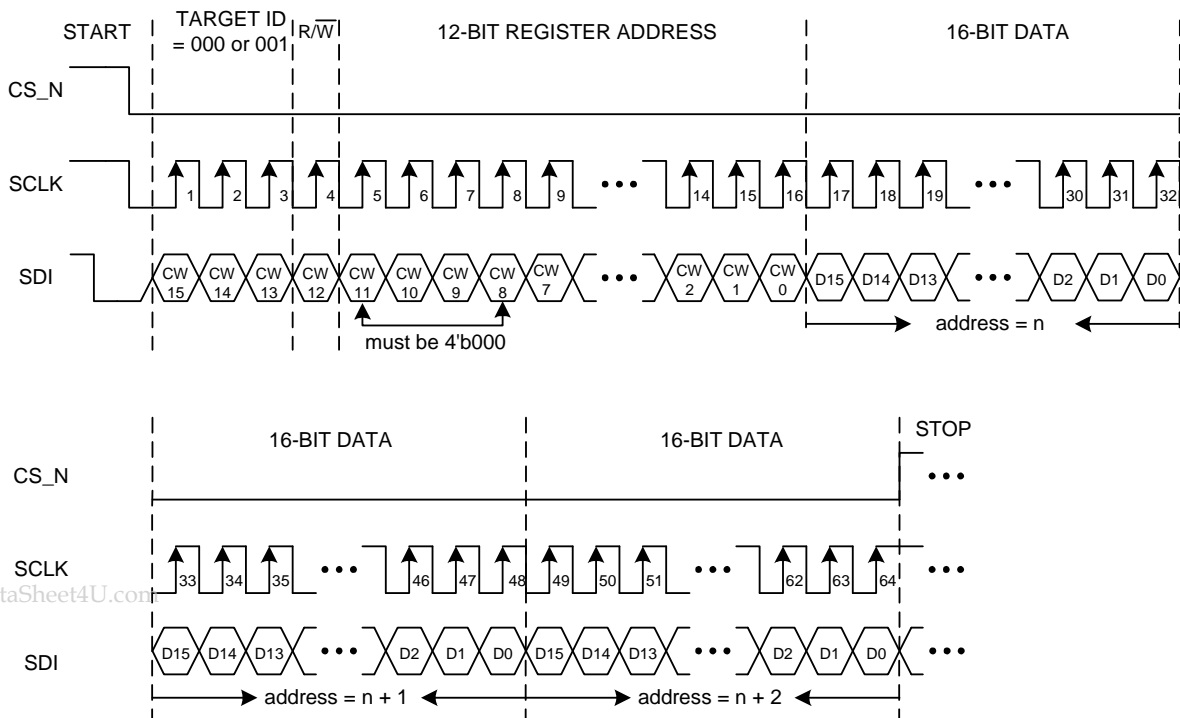 START TARGET ID = 000 or 001 R/W̅ 12-BIT REGISTER ADDRESS 16-BIT DATA
CS_N
SCLK 1 2 3 4 5 6 7 8 9 ••• 14 15 16 17 18 19 ••• 30 31 32
SDI CW 15 CW 14 CW 13 CW 12 CW 11 CW 10 CW 9 CW 8 CW 7 ••• CW 2 CW 1 CW 0 D15 D14 D13 ••• D2 D1 D0
must be 4'b000 address = n
16-BIT DATA 16-BIT DATA STOP
CS_N •••
SCLK 33 34 35 ••• 46 47 48 49 50 51 ••• 62 63 64 •••
taSheet4U.com
SDI D15 D14 D13 ••• D2 D1 D0 D15 D14 D13 ••• D2 D1 D0 •••
address = n + 1 address = n + 2